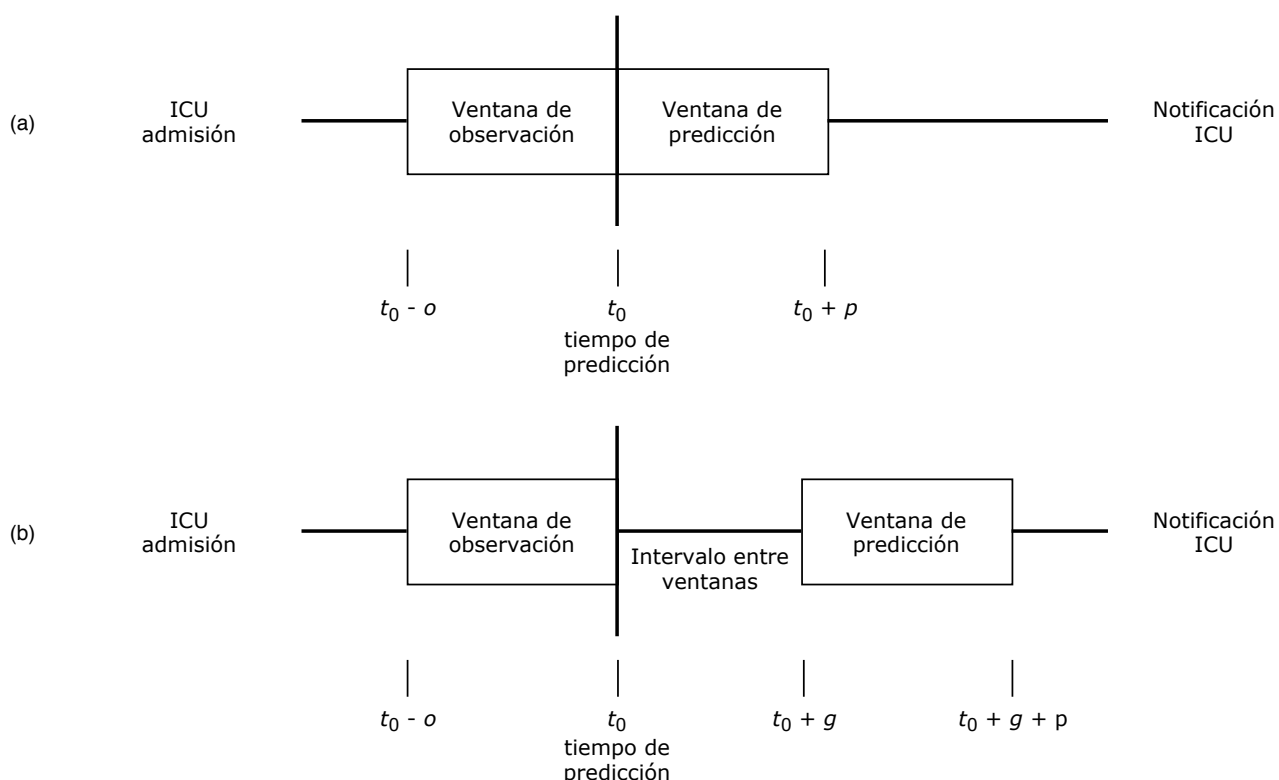 (a)
ICU
admisión
Ventana de
observación
Ventana de
predicción
Notificación
ICU
t0 - o
t0
tiempo de
predicción
t0 + p
(b)
ICU
admisión
Ventana de
observación
Intervalo entre
ventanas
Ventana de
predicción
Notificación
ICU
t0 - o
t0
tiempo de
predicción
t0 + g
t0 + g + p